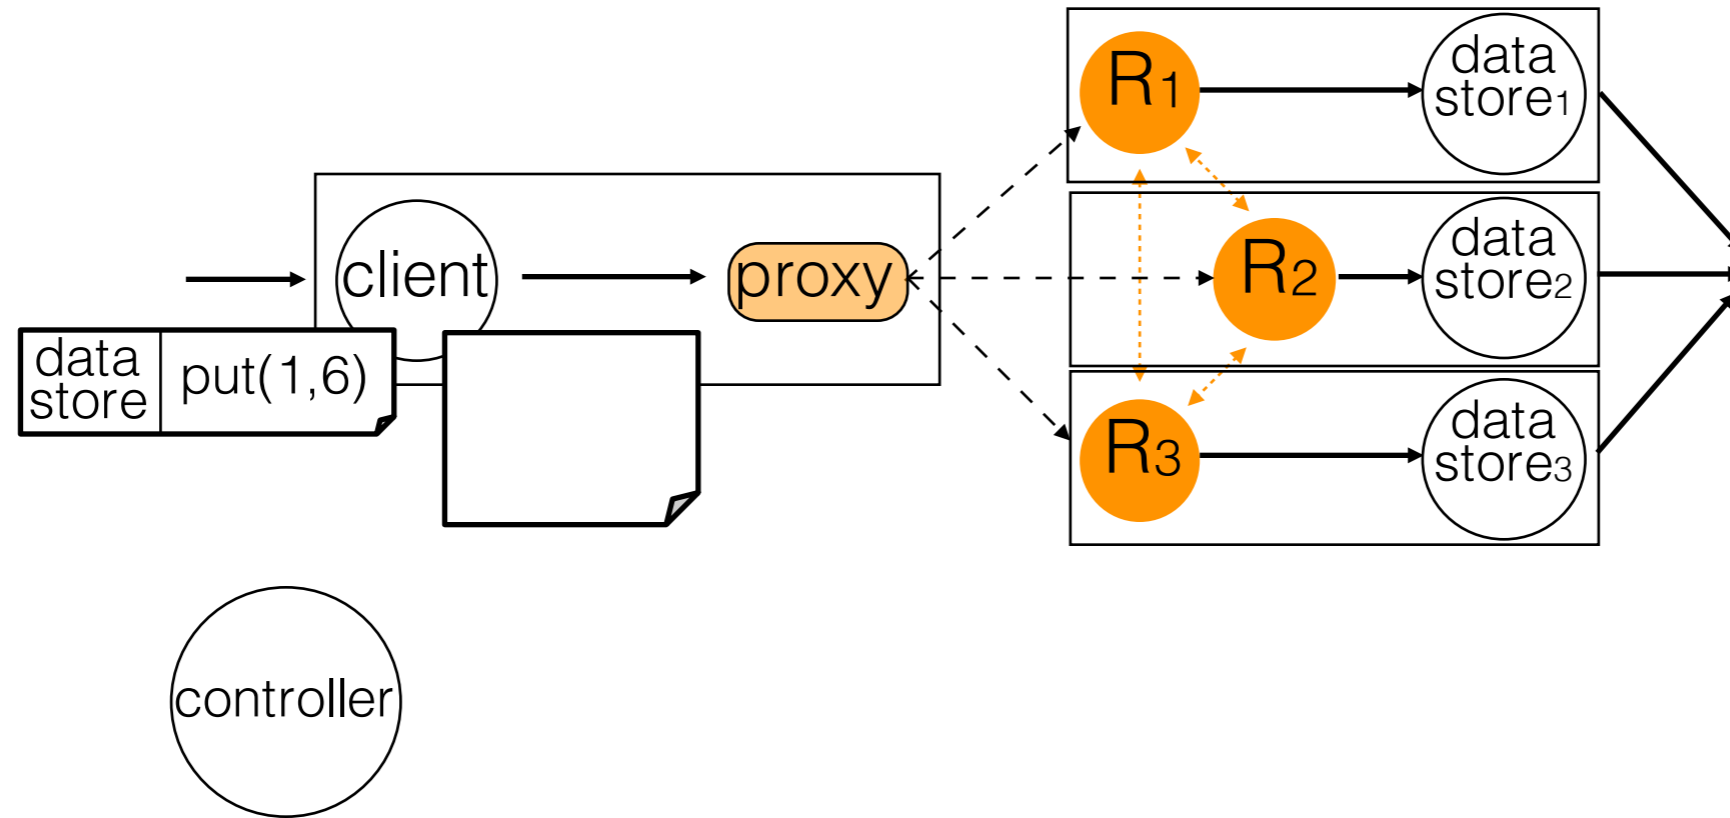 R1
data
store1
client
proxy
R2
data
store2
data
store
put(1,6)
R3
data
store3
controller